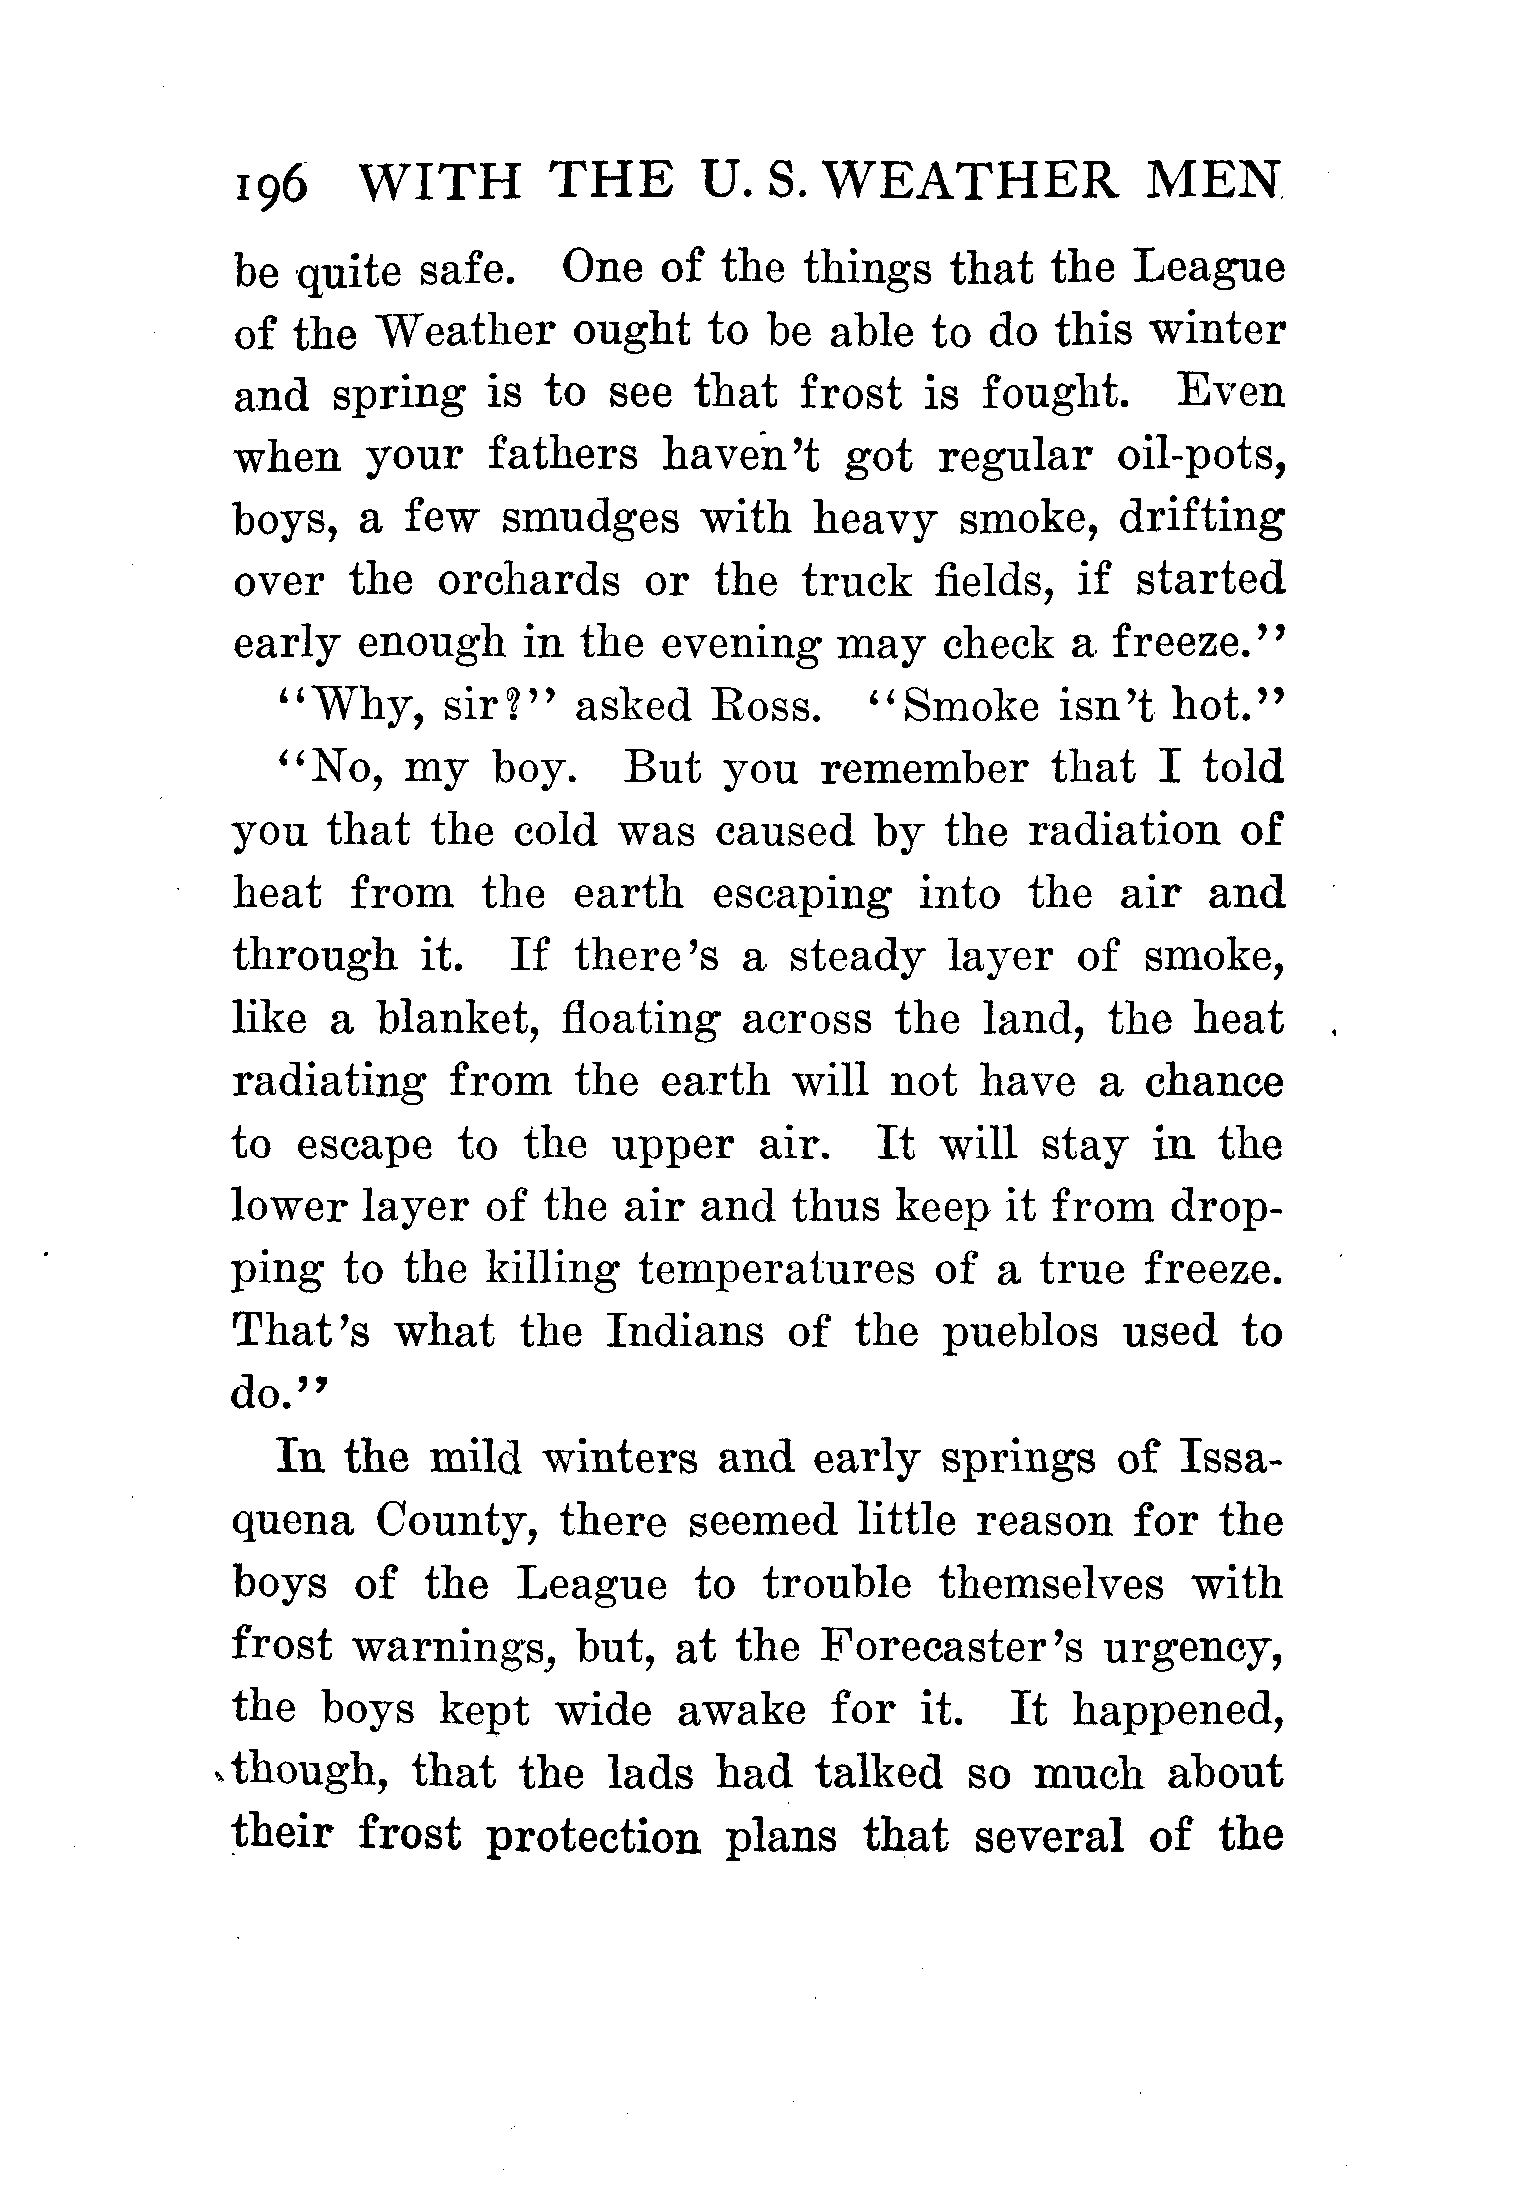 196 WITH THE U. S. WEATHER MEN
be quite safe. One of the things that the League
of the Weather ought to be able to do this winter
and spring is to see that frost is fought. Even
when your fathers haven't got regular oil-pots,
boys, a few smudges with heavy smoke, drifting
over the orchards or the truck fields, if started
early enough in the evening may check a freeze."
"Why, sir?" asked Ross. "Smoke isn't hot."
"No, my boy. But you remember that I told
you that the cold was caused by the radiation of
heat from the earth escaping into the air and
through it. If there's a steady layer of smoke,
like a blanket, floating across the land, the heat
radiating from the earth will not have a chance
to escape to the upper air. It will stay in the
lower layer of the air and thus keep it from drop-
ping to the killing temperatures of a true freeze.
That's what the Indians of the pueblos used to
do."
In the mild winters and early springs of Issa-
quena County, there seemed little reason for the
boys of the League to trouble themselves with
frost warnings, but, at the Forecaster's urgency,
the boys kept wide awake for it. It happened,
though, that the lads had talked so much about
their frost protection plans that several of the